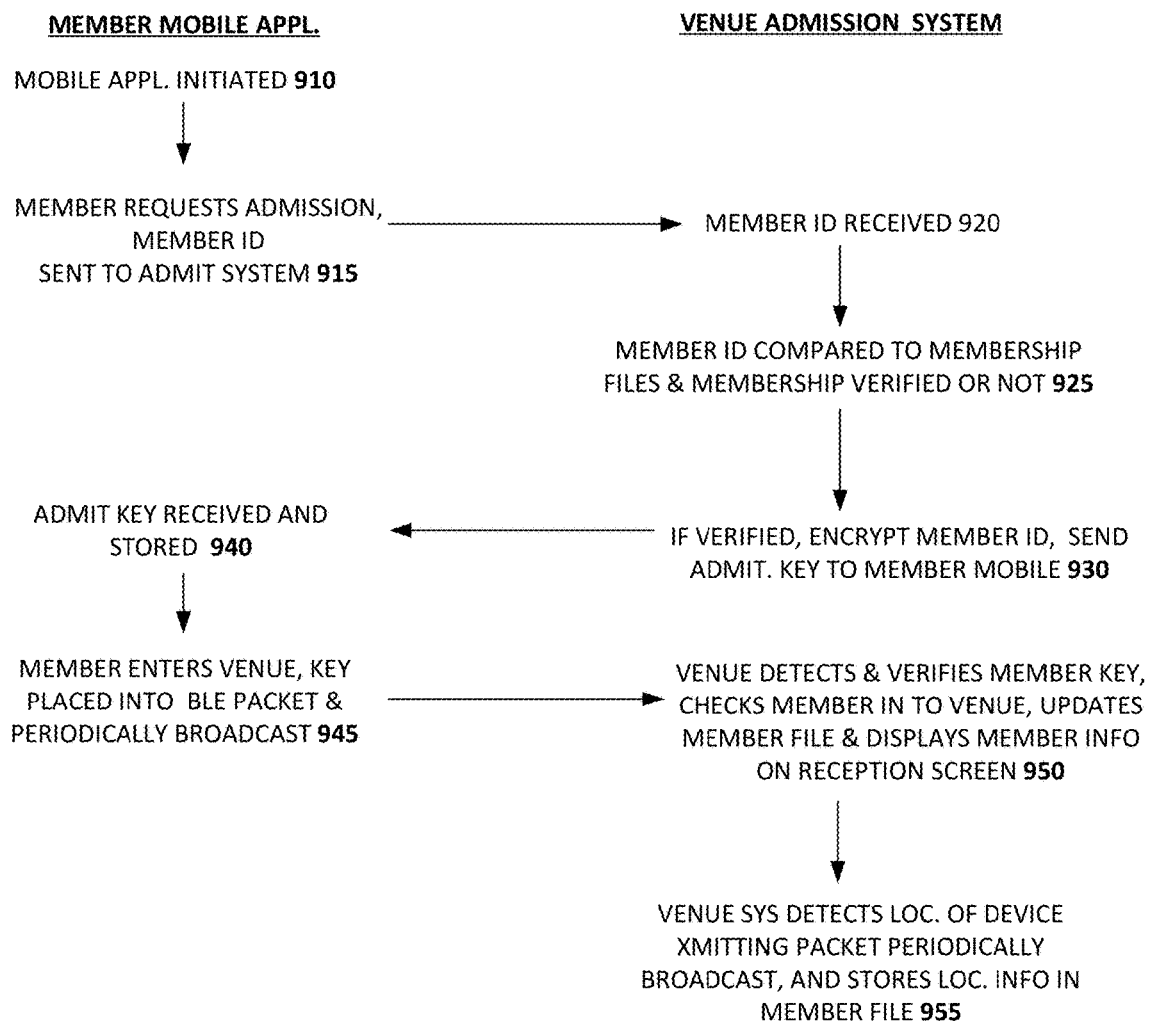 MEMBER MOBILE APPL.
VENUE ADMISSION SYSTEM
MOBILE APPL. INITIATED 910
MEMBER REQUESTS ADMISSION,
MEMBER ID
SENT TO ADMIT SYSTEM 915
MEMBER ID RECEIVED 920
MEMBER ID COMPARED TO MEMBERSHIP
FILES & MEMBERSHIP VERIFIED OR NOT 925
IF VERIFIED, ENCRYPT MEMBER ID, SEND
ADMIT. KEY TO MEMBER MOBILE 930
ADMIT KEY RECEIVED AND
STORED 940
MEMBER ENTERS VENUE, KEY
PLACED INTO BLE PACKET &
PERIODICALLY BROADCAST 945
VENUE DETECTS & VERIFIES MEMBER KEY,
CHECKS MEMBER IN TO VENUE, UPDATES
MEMBER FILE & DISPLAYS MEMBER INFO
ON RECEPTION SCREEN 950
VENUE SYS DETECTS LOC. OF DEVICE
XMITTING PACKET PERIODICALLY
BROADCAST, AND STORES LOC. INFO IN
MEMBER FILE 955